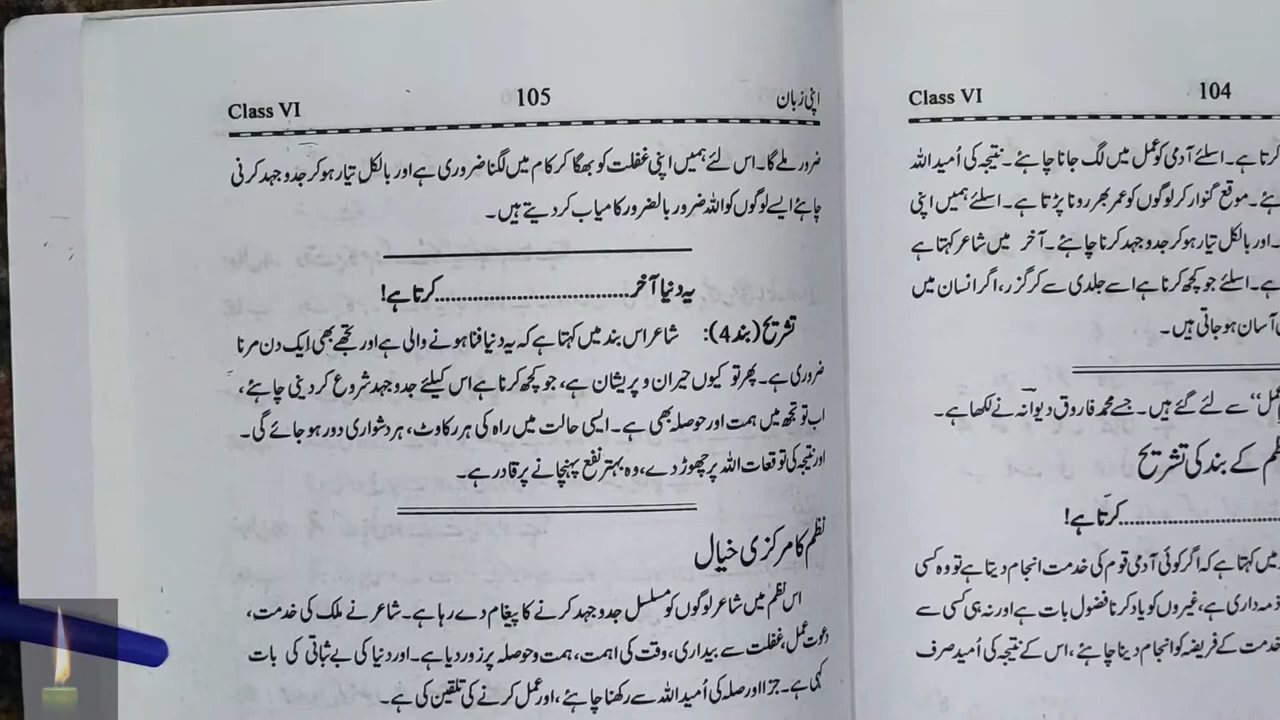 اپنی زبان 105 Class VI
ضرور ملے گا۔ اس لئے ہمیں اپنی غفلت کو بھگا کر کام میں لگنا ضروری ہے اور بالکل تیار ہو کر جدوجہد کرنی
چاہئے ایسے لوگوں کو اللہ ضرور بالضرور کامیاب کر دیتے ہیں۔
یہ دنیا آخر................................کرتا ہے!
تشریح (بند 4): شاعر اس بند میں کہتا ہے کہ یہ دنیا فنا ہونے والی ہے اور تجھے بھی ایک دن مرنا
ضروری ہے۔ پھر تو کیوں حیران و پریشان ہے، جو کچھ کرنا ہے اس کیلئے جدوجہد شروع کر دینی چاہئے،
اب تو تجھ میں ہمت اور حوصلہ بھی ہے۔ ایسی حالت میں راہ کی ہر رکاوٹ، ہر دشواری دور ہو جائے گی۔
اور نتیجہ کی توقعات اللہ پر چھوڑ دے، وہ بہتر نفع پہنچانے پر قادر ہے۔
نظم کا مرکزی خیال
اس نظم میں شاعر لوگوں کو مسلسل جدوجہد کرنے کا پیغام دے رہا ہے۔ شاعر نے ملک کی خدمت،
دعوت عمل، غفلت سے بیداری، وقت کی اہمت، ہمت و حوصلہ پر زور دیا ہے۔ اور دنیا کی بے ثباتی کی بات
کہی ہے۔ جزا اور صلہ کی اُمید اللہ سے رکھنا چاہئے، اور عمل کرنے کی تلقین کی ہے۔
104 Class VI
کرتا ہے۔ اسلئے آدمی کو عمل میں لگ جانا چاہئے۔ نتیجہ کی اُمید اللہ
ہئے۔ موقع گنوا کر لوگوں کو عمر بھر رونا پڑتا ہے۔ اسلئے ہمیں اپنی
۔ اور بالکل تیار ہو کر جدوجہد کرنا چاہئے۔ آخر میں شاعر کہتا ہے
ہے۔ اسلئے جو کچھ کرنا ہے اسے جلدی سے کر گزر، اگر انسان میں
آسان ہو جاتی ہیں۔
مل“ سے لئے گئے ہیں۔ جسے محمد فاروق دیوانہ نے لکھا ہے۔
ظم کے بند کی تشریح
................کرتا ہے!
میں کہتا ہے کہ اگر کوئی آدمی قوم کی خدمت انجام دیتا ہے تو وہ کسی
ذمہ داری ہے، غیروں کو یاد کرنا فضول بات ہے اور نہ ہی کسی سے
خدمت کے فریضہ کو انجام دینا چاہئے، اس کے نتیجہ کی اُمید صرف